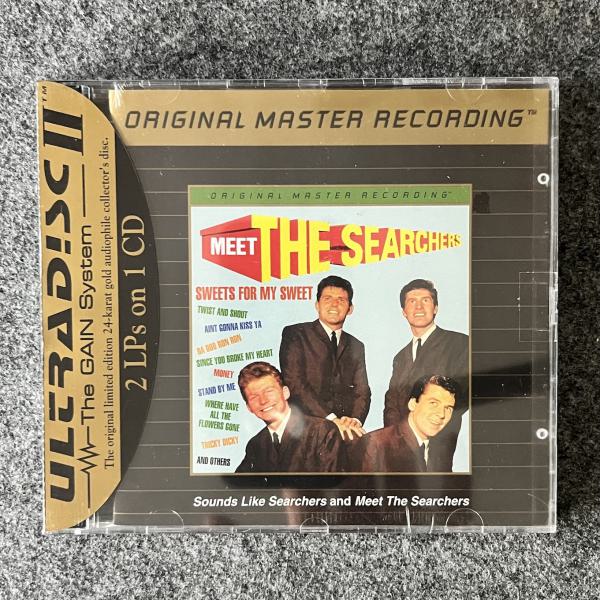 ULTRADISC II™
The GAIN System
The original limited edition 24-karat gold audiophile collector's disc.
2 LPs on 1 CD
ORIGINAL MASTER RECORDING™
ORIGINAL MASTER RECORDING™
MEET THE SEARCHERS
SWEETS FOR MY SWEET
TWIST AND SHOUT
AINT GONNA KISS YA
DA DOO RON RON
SINCE YOU BROKE MY HEART
MONEY
STAND BY ME
WHERE HAVE
ALL THE
FLOWERS GONE
TRICKY DICKY
AND OTHERS
Sounds Like Searchers and Meet The Searchers